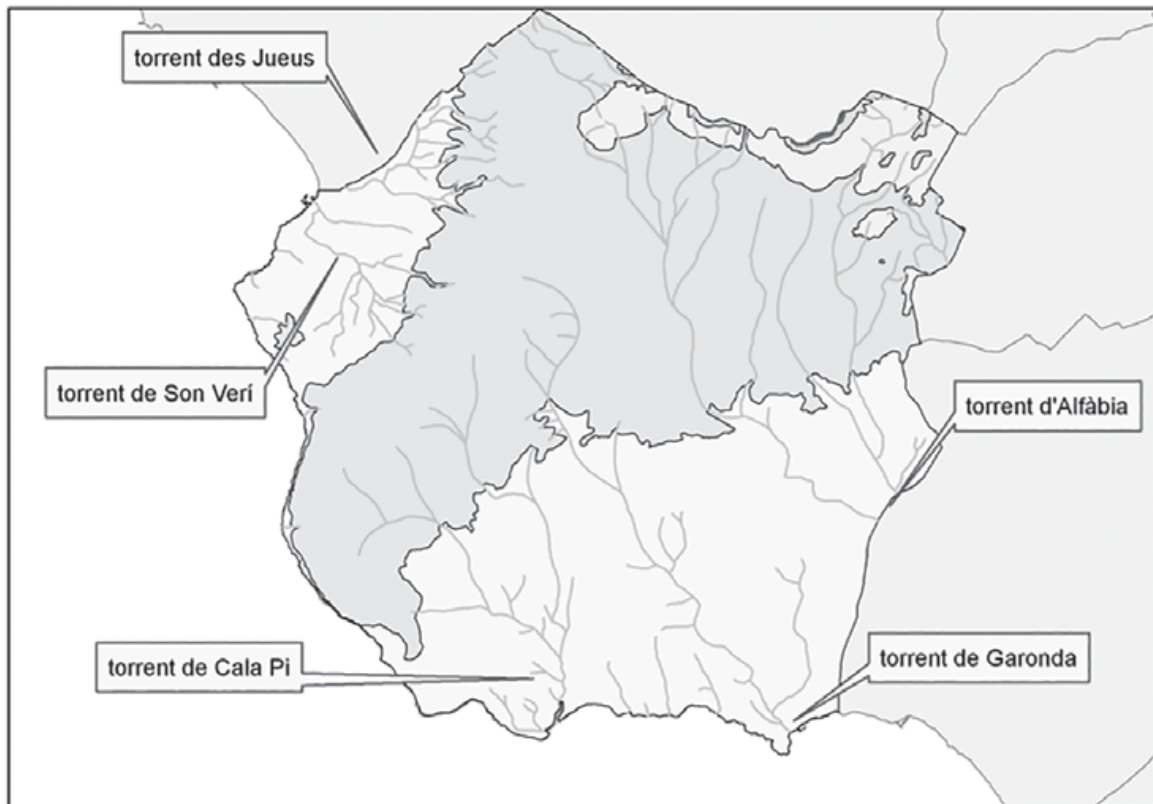 torrent des Jueus
torrent de Son Verí
torrent d'Alfàbia
torrent de Cala Pi
torrent de Garonda